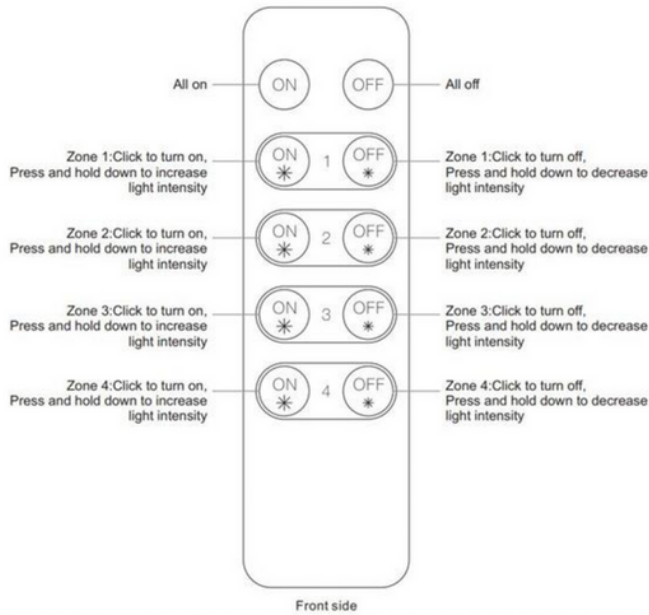 All on
ON
OFF
All off
Zone 1:Click to turn on,
Press and hold down to increase
light intensity
ON
1
OFF
Zone 1:Click to turn off,
Press and hold down to decrease
light intensity
Zone 2:Click to turn on,
Press and hold down to increase
light intensity
ON
2
OFF
Zone 2:Click to turn off,
Press and hold down to decrease
light intensity
Zone 3:Click to turn on,
Press and hold down to increase
light intensity
ON
3
OFF
Zone 3:Click to turn off,
Press and hold down to decrease
light intensity
Zone 4:Click to turn on,
Press and hold down to increase
light intensity
ON
4
OFF
Zone 4:Click to turn off,
Press and hold down to decrease
light intensity
Front side